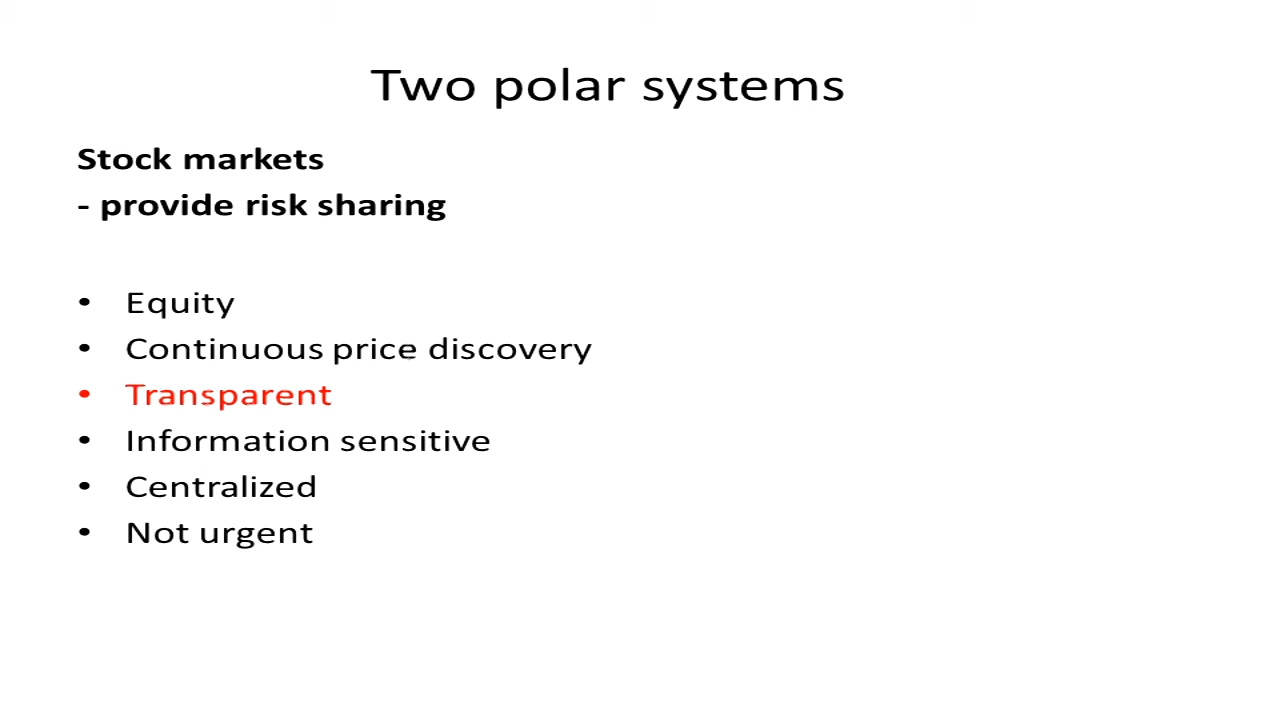 Two polar systems
Stock markets
- provide risk sharing
• Equity
• Continuous price discovery
• Transparent
• Information sensitive
• Centralized
• Not urgent